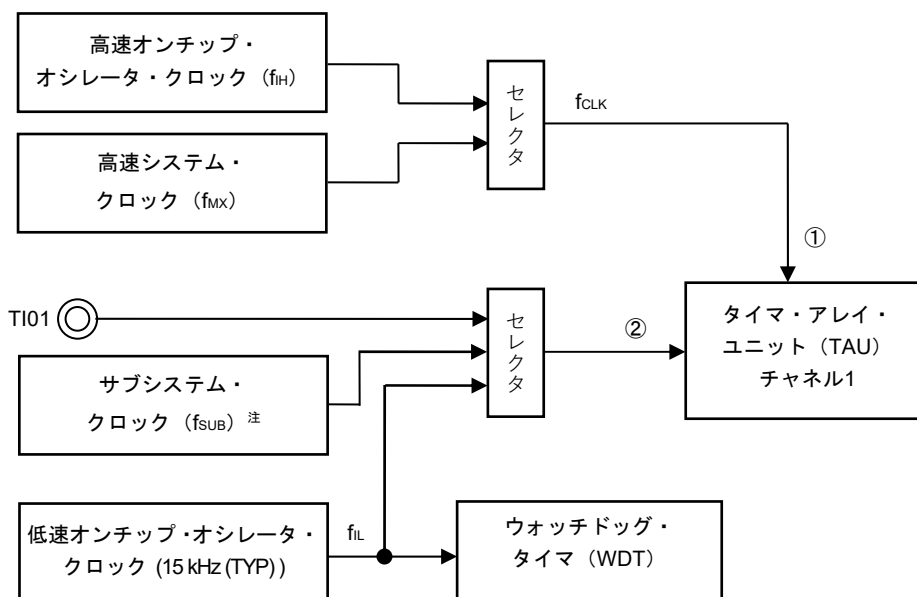 高速オンチップ・
オシレータ・クロック (fIH)
セレクタ
fCLK
高速システム・
クロック (fMX)
①
TI01
セレクタ
②
タイマ・アレイ・
ユニット (TAU)
チャネル1
サブシステム・
クロック (fSUB) 注
低速オンチップ・オシレータ・
クロック (15 kHz (TYP) )
fIL
ウォッチドッグ・
タイマ (WDT)